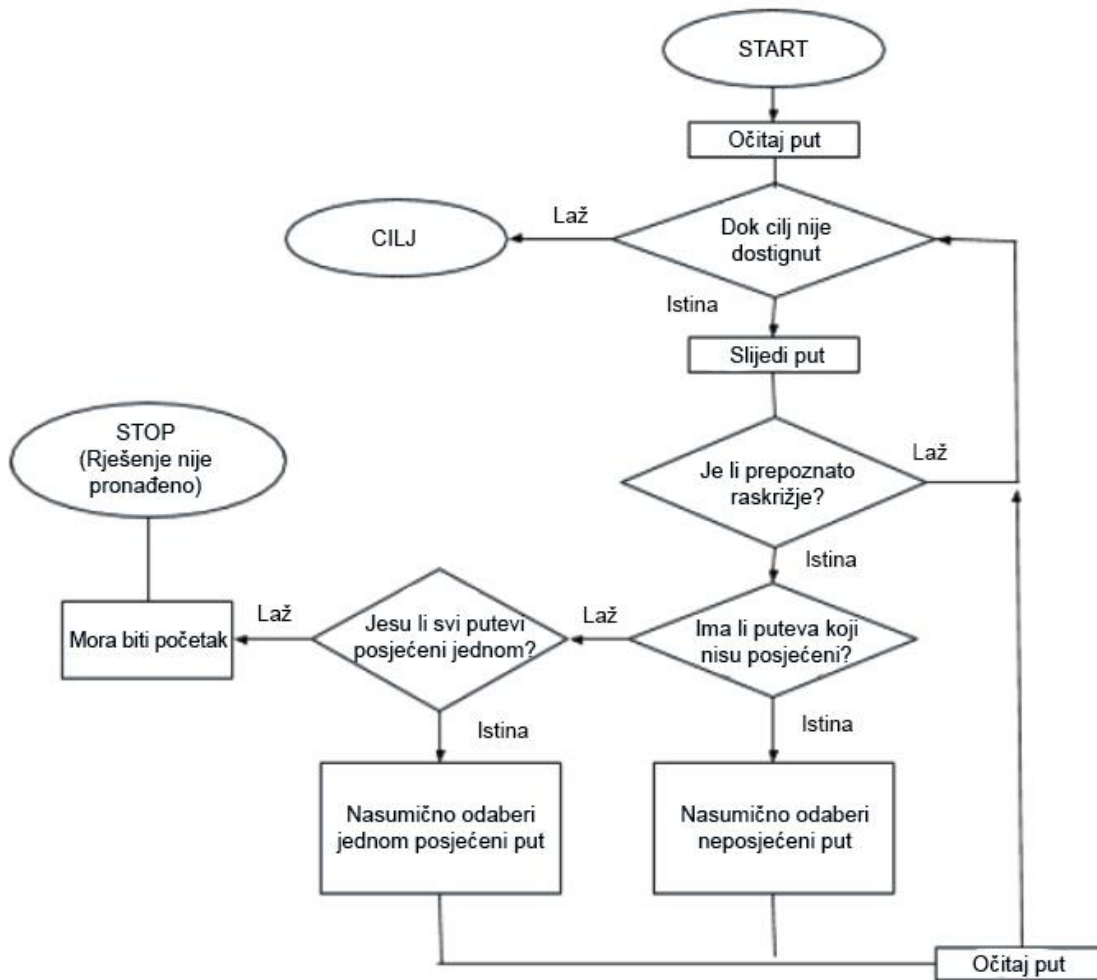 START
Očitaj put
Laž
Dok cilj nije
dostignut
CILJ
Istina
Slijedi put
STOP
(Rješenje nije
pronađeno)
Laž
Je li prepoznato
raskrižje?
Istina
Laž
Laž
Mora biti početak
Jesu li svi putevi
posjećeni jednom?
Ima li puteva koji
nisu posjećeni?
Istina
Istina
Nasumično odaberi
jednom posjećeni put
Nasumično odaberi
neposjećeni put
Očitaj put